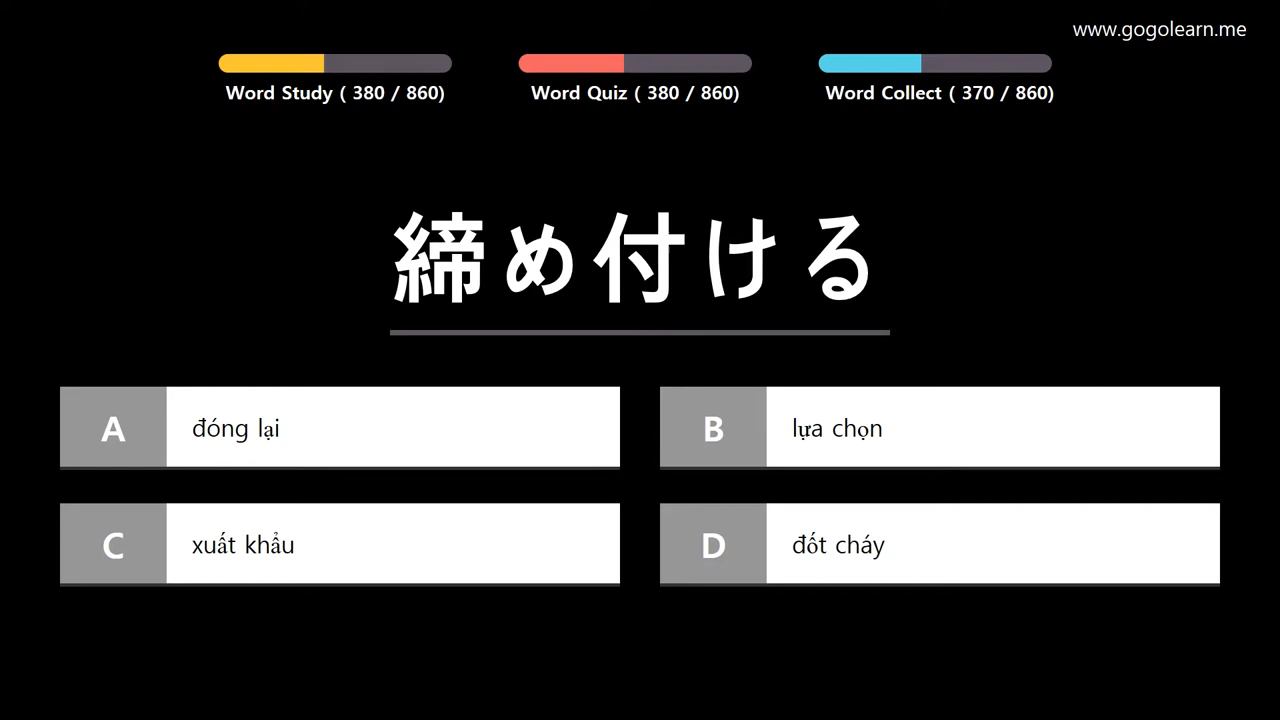 www.gogolearn.me
Word Study ( 380 / 860)
Word Quiz ( 380 / 860)
Word Collect ( 370 / 860)
締め付ける
A
đóng lại
B
lựa chọn
C
xuất khẩu
D
đốt cháy